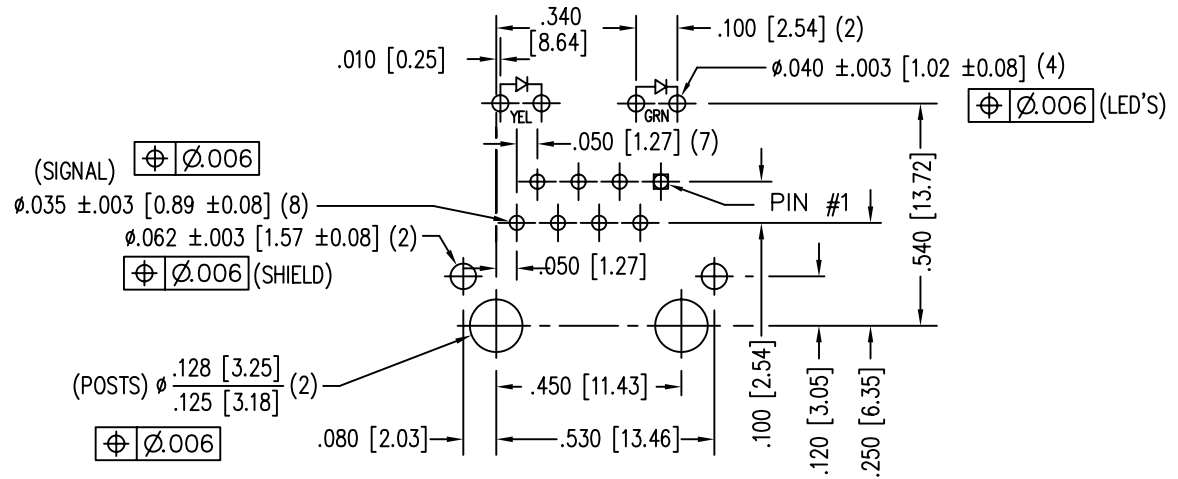 .340
[8.64]
.100 [2.54] (2)
.010 [0.25]
ø.040 ±.003 [1.02 ±0.08] (4)
⌖ Ø.006 (LED'S)
YEL
GRN
.050 [1.27] (7)
⌖ Ø.006
(SIGNAL)
ø.035 ±.003 [0.89 ±0.08] (8)
PIN #1
.540 [13.72]
ø.062 ±.003 [1.57 ±0.08] (2)
⌖ Ø.006 (SHIELD)
.050 [1.27]
(POSTS) ø .128 [3.25]
.125 [3.18] (2)
⌖ Ø.006
.450 [11.43]
.080 [2.03]
.530 [13.46]
.100 [2.54]
.120 [3.05]
.250 [6.35]